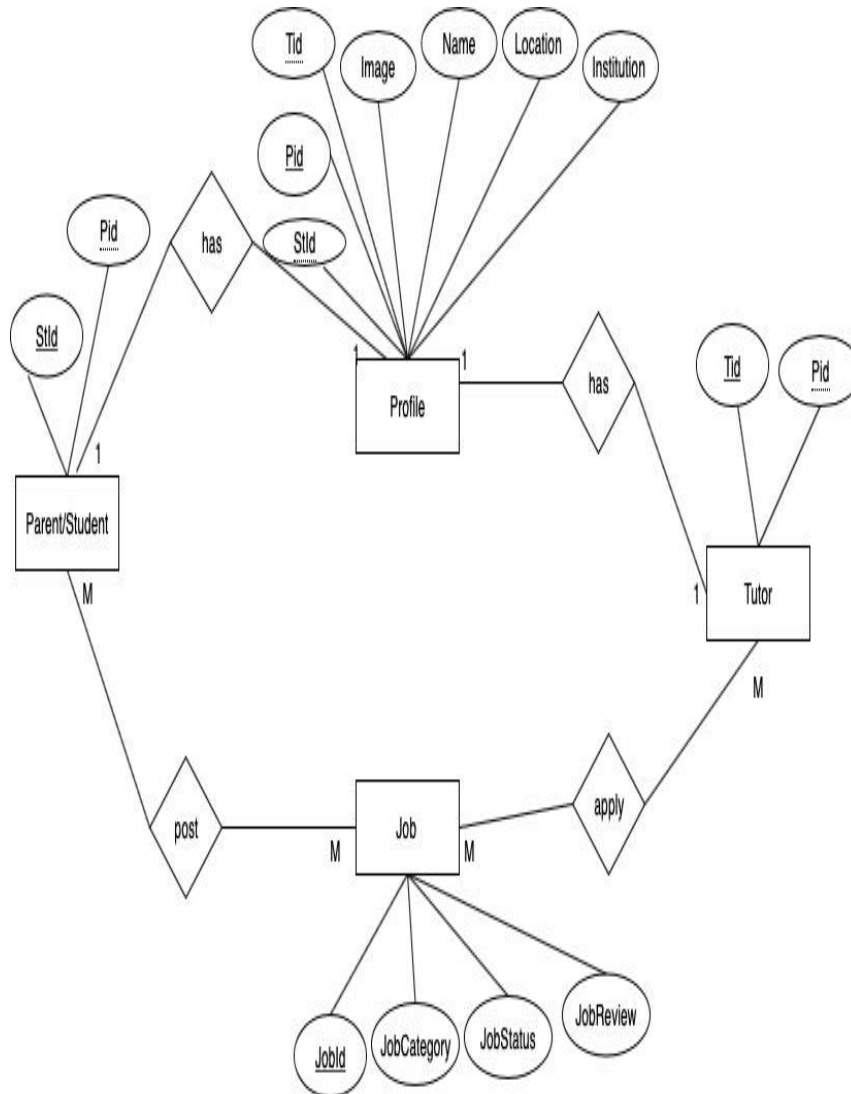 Tid
Image
Name
Location
Institution
Pid
StId
has
Pid
StId
1
1
1
Profile
has
Tid
Pid
Parent/Student
M
1
Tutor
M
post
M
Job
M
apply
JobId
JobCategory
JobStatus
JobReview